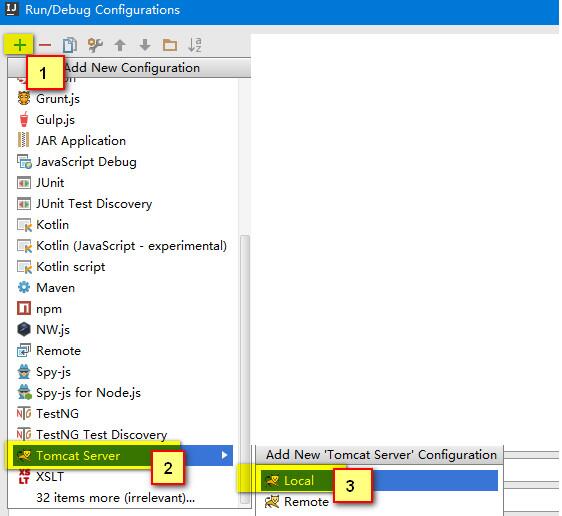 IJ Run/Debug Configurations
1
Add New Configuration
Grunt.js
Gulp.js
JAR Application
JavaScript Debug
JUnit
JUnit Test Discovery
Kotlin
Kotlin (JavaScript - experimental)
Kotlin script
Maven
npm
NW.js
Remote
Spy-js
Spy-js for Node.js
TestNG
TestNG Test Discovery
Tomcat Server
2
XSLT
32 items more (irrelevant)...
Add New 'Tomcat Server' Configuration
Local
3
Remote